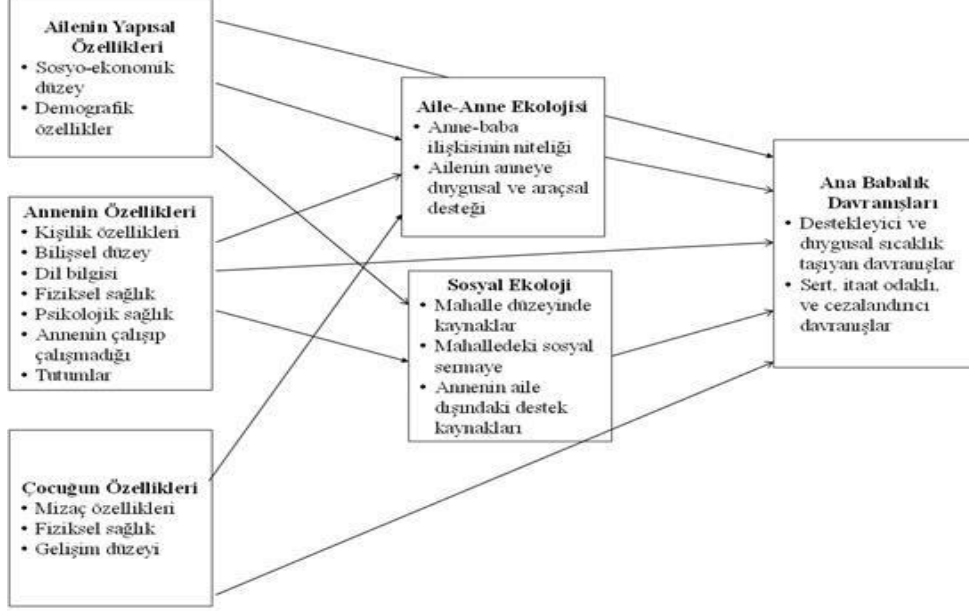 Ailenin Yapısal
Özellikleri
• Sosyo-ekonomik
düzey
• Demografik
özellikler
Annenin Özellikleri
• Kişilik özellikleri
• Bilişsel düzey
• Dil bilgisi
• Fiziksel sağlık
• Psikolojik sağlık
• Annenin çalışıp
çalışmadığı
• Tutumlar
Çocuğun Özellikleri
• Mizaç özellikleri
• Fiziksel sağlık
• Gelişim düzeyi
Aile-Anne Ekolojisi
• Anne-baba
ilişkisinin niteliği
• Ailenin anneye
duygusal ve araçsal
desteği
Sosyal Ekoloji
• Mahalle düzeyinde
kaynaklar
• Mahalledeki sosyal
sermaye
• Annenin aile
dışındaki destek
kaynakları
Ana Babalık
Davranışları
• Destekleyici ve
duygusal sıcaklık
taşıyan davranışlar
• Sert, itaat odaklı,
ve cezalandırıcı
davranışlar